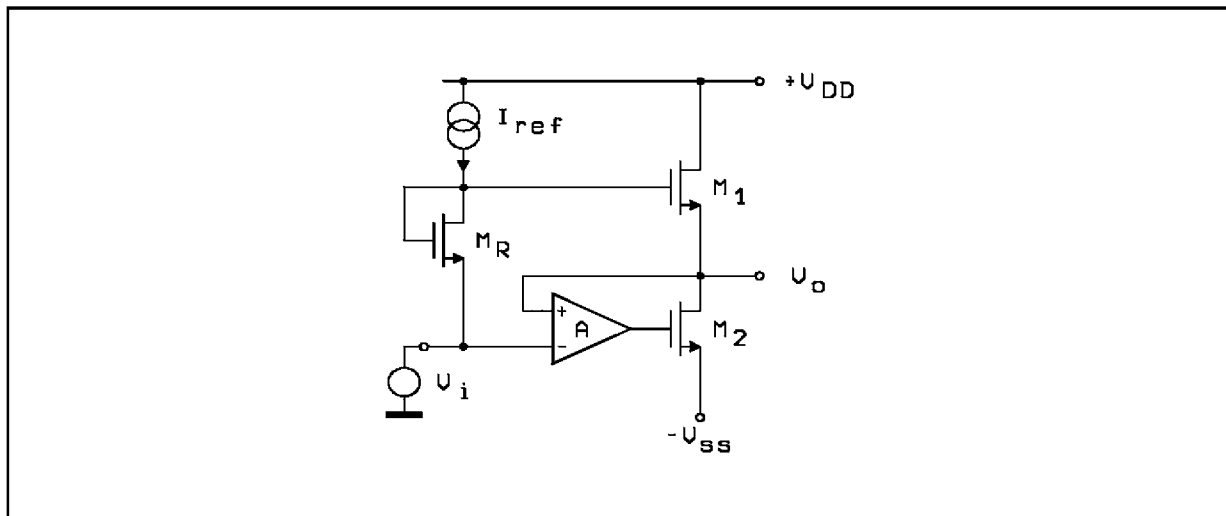 +V_DD
I_ref
M_1
M_R
V_o
+
A
M_2
-
V_i
-V_SS